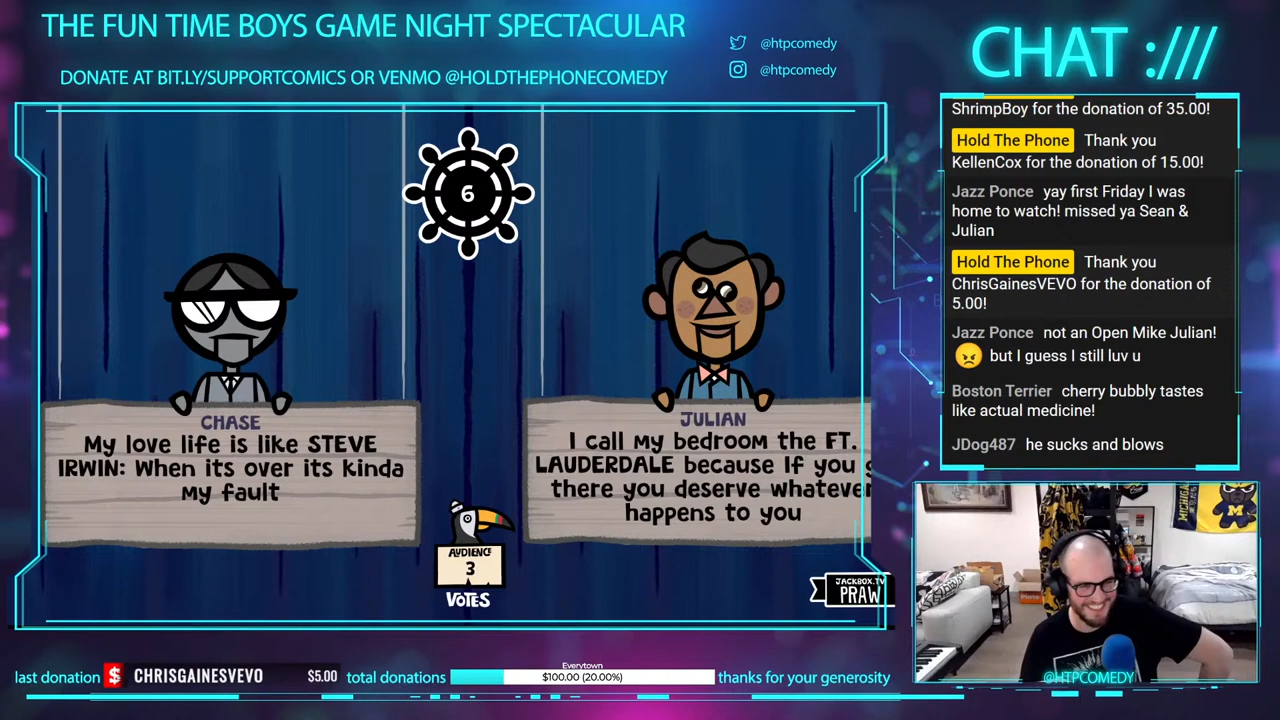 THE FUN TIME BOYS GAME NIGHT SPECTACULAR
DONATE AT BIT.LY/SUPPORTCOMICS OR VENMO @HOLDTHEPHONECOMEDY
@htpcomedy
@htpcomedy
CHAT :///
ShrimpBoy for the donation of 35.00!
Hold The Phone Thank you
KellenCox for the donation of 15.00!
Jazz Ponce yay first Friday I was
home to watch! missed ya Sean &
Julian
Hold The Phone Thank you
ChrisGainesVEVO for the donation of
5.00!
Jazz Ponce not an Open Mike Julian!
😠 but I guess I still luv u
Boston Terrier cherry bubbly tastes
like actual medicine!
JDog487 he sucks and blows
6
CHASE
My love life is like STEVE
IRWIN: When its over its kinda
my fault
JULIAN
I call my bedroom the FT.
LAUDERDALE because If you g
there you deserve whatever
happens to you
AUDIENCE
3
VOTES
JACKBOX.TV
PRAW
MICHIGAN
M
@HTPCOMEDY
last donation $ CHRISGAINESVEVO $5.00 total donations
Everytown
$100.00 (20.00%)
thanks for your generosity